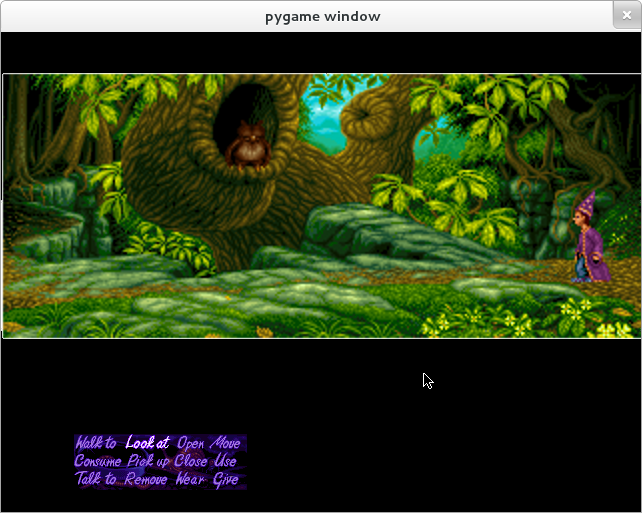 pygame window
Walk to Look at Open Move
Consume Pick up Close Use
Talk to Remove Wear Give